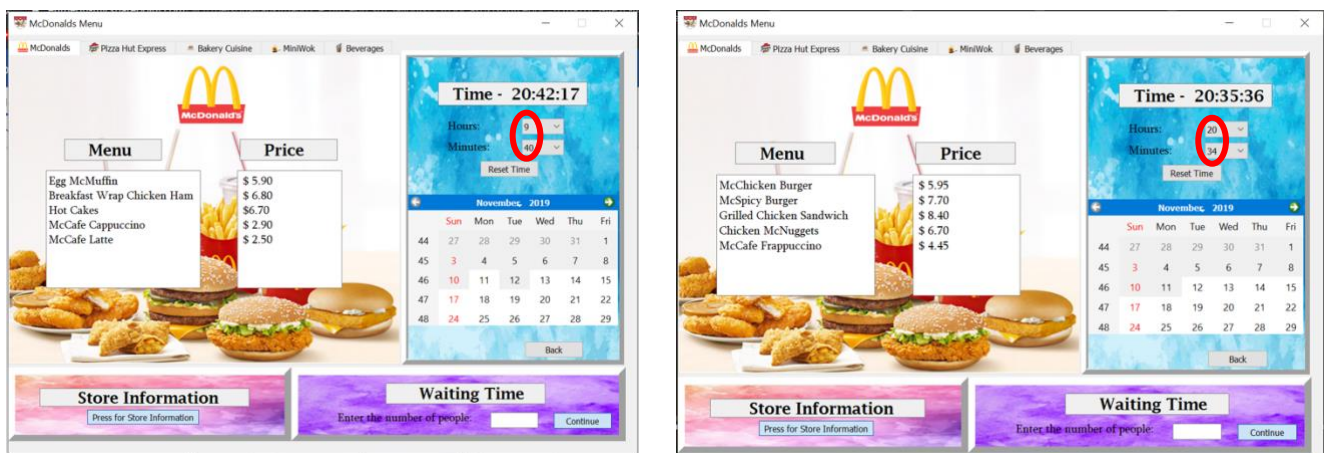 McDonalds Menu
McDonalds Pizza Hut Express Bakery Cuisine MiniWok Beverages
McDonald's
Time - 20:42:17
Hours: 9
Minutes: 40
Reset Time
Menu Price
Egg McMuffin $ 5.90
Breakfast Wrap Chicken Ham $ 6.80
Hot Cakes $6.70
McCafe Cappuccino $ 2.90
McCafe Latte $ 2.50
November, 2019
Sun Mon Tue Wed Thu Fri
44 27 28 29 30 31 1
45 3 4 5 6 7 8
46 10 11 12 13 14 15
47 17 18 19 20 21 22
48 24 25 26 27 28 29
Back
Store Information
Press for Store Information
Waiting Time
Enter the number of people:
Continue
McDonalds Menu
McDonalds Pizza Hut Express Bakery Cuisine MiniWok Beverages
McDonald's
Time - 20:35:36
Hours: 20
Minutes: 34
Reset Time
Menu Price
McChicken Burger $ 5.95
McSpicy Burger $ 7.70
Grilled Chicken Sandwich $ 8.40
Chicken McNuggets $ 6.70
McCafe Frappuccino $ 4.45
November, 2019
Sun Mon Tue Wed Thu Fri
44 27 28 29 30 31 1
45 3 4 5 6 7 8
46 10 11 12 13 14 15
47 17 18 19 20 21 22
48 24 25 26 27 28 29
Back
Store Information
Press for Store Information
Waiting Time
Enter the number of people:
Continue